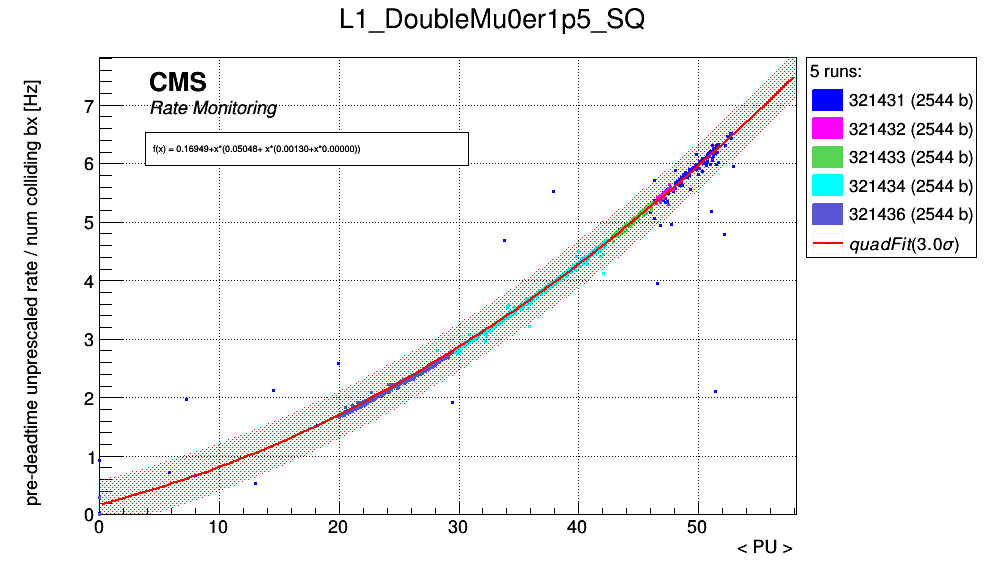 L1_DoubleMu0er1p5_SQ
pre-deadtime unprescaled rate / num colliding bx [Hz]
CMS
Rate Monitoring
f(x) = 0.16949+x*(0.05048+ x*(0.00130+x*0.00000))
7
6
5
4
3
2
1
0
0 10 20 30 40 50
< PU >
5 runs:
321431 (2544 b)
321432 (2544 b)
321433 (2544 b)
321434 (2544 b)
321436 (2544 b)
quadFit(3.0σ)